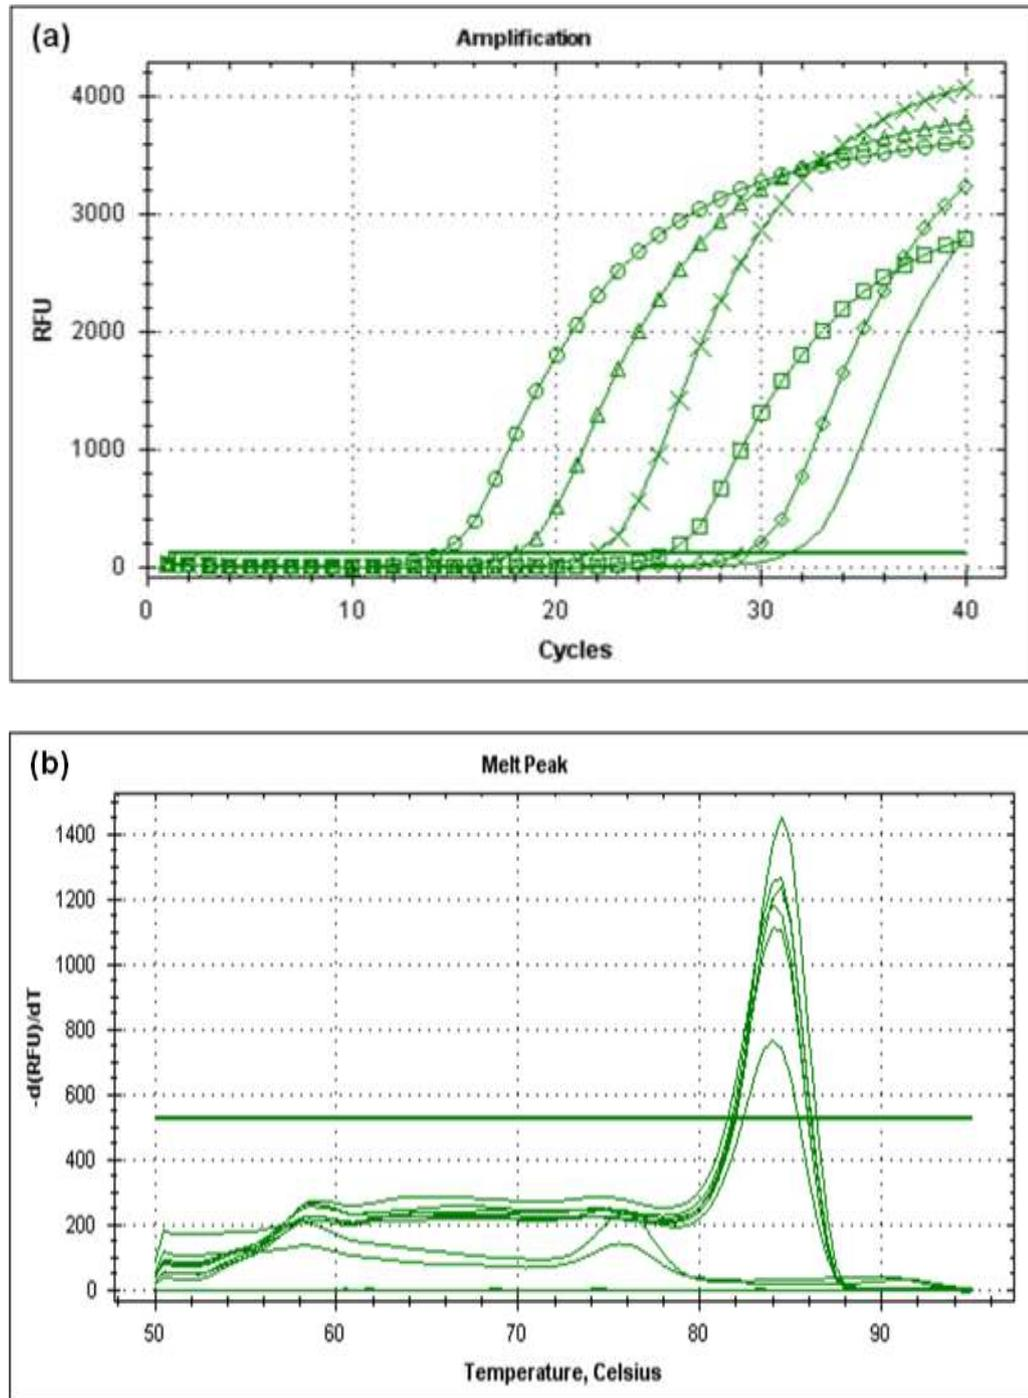 (a)
Amplification
4000
3000
2000
1000
0
RFU
0 10 20 30 40
Cycles
(b)
Melt Peak
1400
1200
1000
800
600
400
200
0
-d(RFU)/dT
50 60 70 80 90
Temperature, Celsius